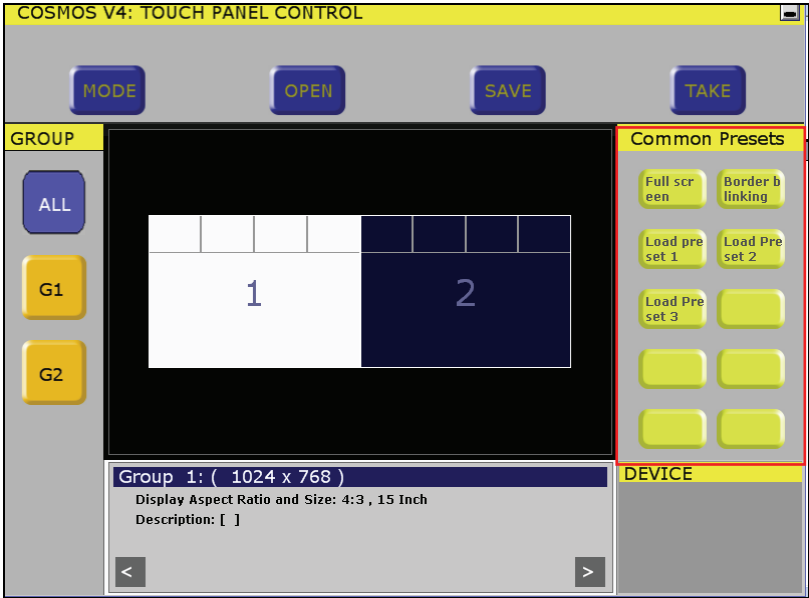 COSMOS V4: TOUCH PANEL CONTROL
MODE
OPEN
SAVE
TAKE
GROUP
ALL
G1
G2
1
2
Common Presets
Full scr
een
Border b
linking
Load pre
set 1
Load Pre
set 2
Load Pre
set 3
Group 1: ( 1024 x 768 )
Display Aspect Ratio and Size: 4:3 , 15 Inch
Description: [ ]
<
>
DEVICE